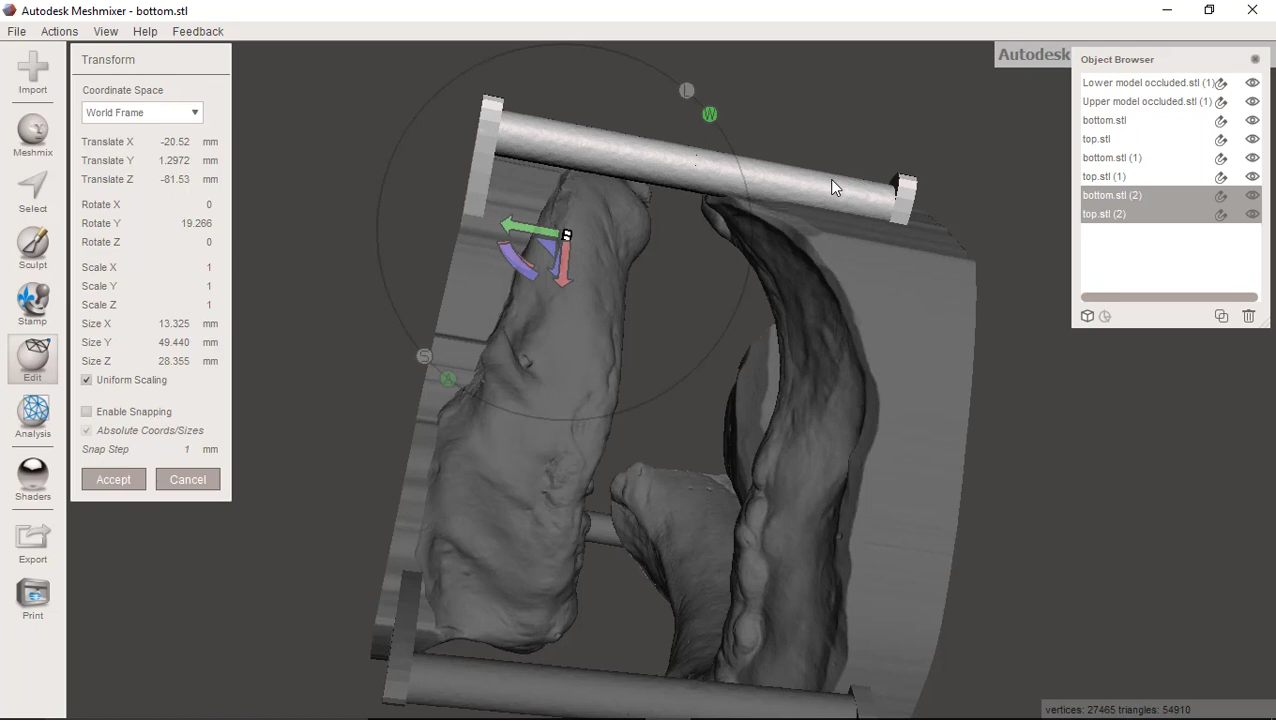 Autodesk Meshmixer - bottom.stl
File Actions View Help Feedback
Import
Meshmix
Select
Sculpt
Stamp
Edit
Analysis
Shaders
Export
Print
Transform
Coordinate Space
World Frame
Translate X -20.52 mm
Translate Y 1.2972 mm
Translate Z -81.53 mm
Rotate X 0
Rotate Y 19.266
Rotate Z 0
Scale X 1
Scale Y 1
Scale Z 1
Size X 13.325 mm
Size Y 49.440 mm
Size Z 28.355 mm
Uniform Scaling
Enable Snapping
Absolute Coords/Sizes
Snap Step 1 mm
Accept Cancel
L
W
S
Autodesk
Object Browser
Lower model occluded.stl (1)
Upper model occluded.stl (1)
bottom.stl
top.stl
bottom.stl (1)
top.stl (1)
bottom.stl (2)
top.stl (2)
vertices: 27465 triangles: 54910